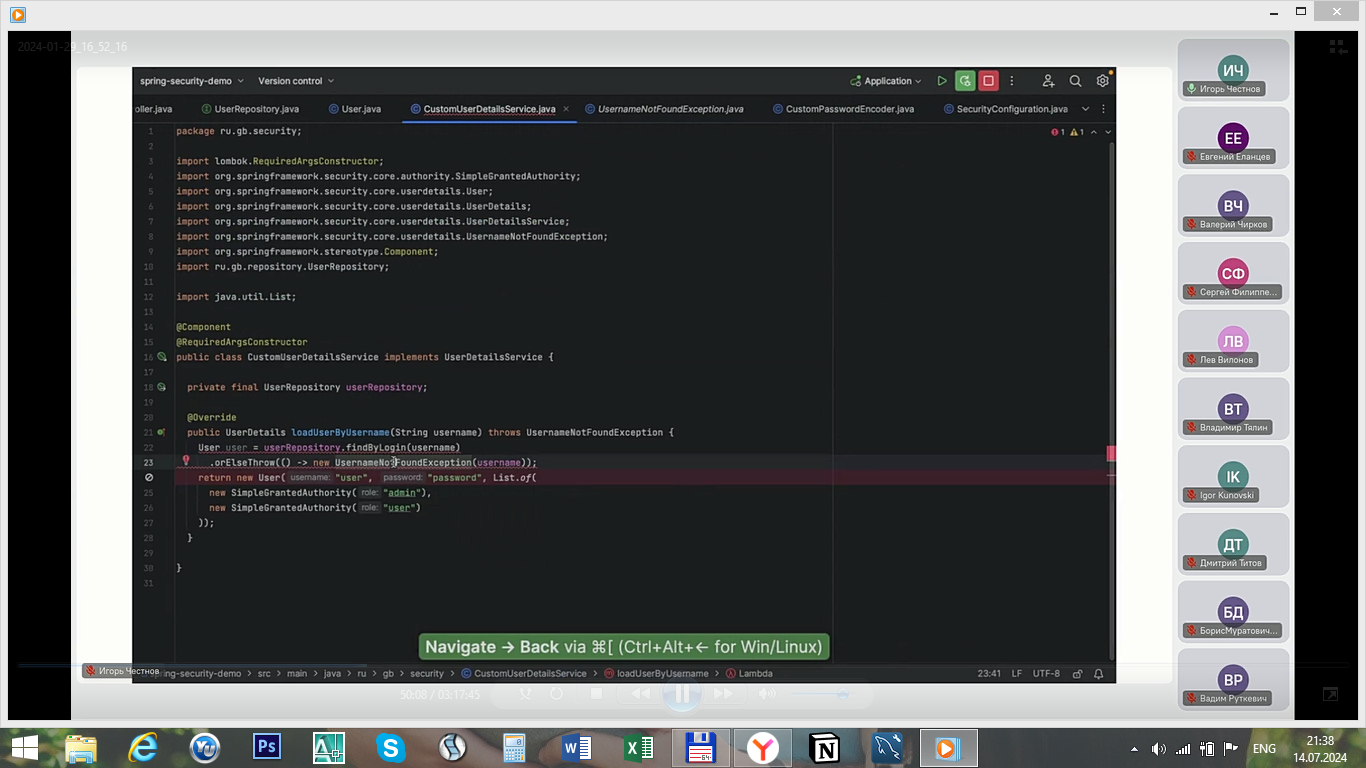 2024-01-29_16_52_16
spring-security-demo Version control Application
oller.java UserRepository.java User.java CustomUserDetailsService.java UsernameNotFoundException.java CustomPasswordEncoder.java SecurityConfiguration.java
1 package ru.gb.security; 1 1
2
3 import lombok.RequiredArgsConstructor;
4 import org.springframework.security.core.authority.SimpleGrantedAuthority;
5 import org.springframework.security.core.userdetails.User;
6 import org.springframework.security.core.userdetails.UserDetails;
7 import org.springframework.security.core.userdetails.UserDetailsService;
8 import org.springframework.security.core.userdetails.UsernameNotFoundException;
9 import org.springframework.stereotype.Component;
10 import ru.gb.repository.UserRepository;
11
12 import java.util.List;
13
14 @Component
15 @RequiredArgsConstructor
16 public class CustomUserDetailsService implements UserDetailsService {
17
18 private final UserRepository userRepository;
19
20 @Override
21 public UserDetails loadUserByUsername(String username) throws UsernameNotFoundException {
22 User user = userRepository.findByLogin(username)
23 .orElseThrow(() -> new UsernameNotFoundException(username));
return new User( username: "user", password: "password", List.of(
25 new SimpleGrantedAuthority( role: "admin"),
26 new SimpleGrantedAuthority( role: "user")
27 ));
28 }
29
30 }
31
Navigate → Back via ⌘[ (Ctrl+Alt+← for Win/Linux)
Игорь Честнов
spring-security-demo › src › main › java › ru › gb › security › CustomUserDetailsService › loadUserByUsername › Lambda 23:41 LF UTF-8
50:08 / 03:17:45
ИЧ
Игорь Честнов
ЕЕ
Евгений Еланцев
ВЧ
Валерий Чирков
СФ
Сергей Филиппе...
ЛВ
Лев Вилонов
ВТ
Владимир Тялин
IK
Igor Kunovski
ДТ
Дмитрий Титов
БД
БорисМуратович...
ВР
Вадим Руткевич
Yu Ps S W X 64 Y N
ENG
21:38
14.07.2024